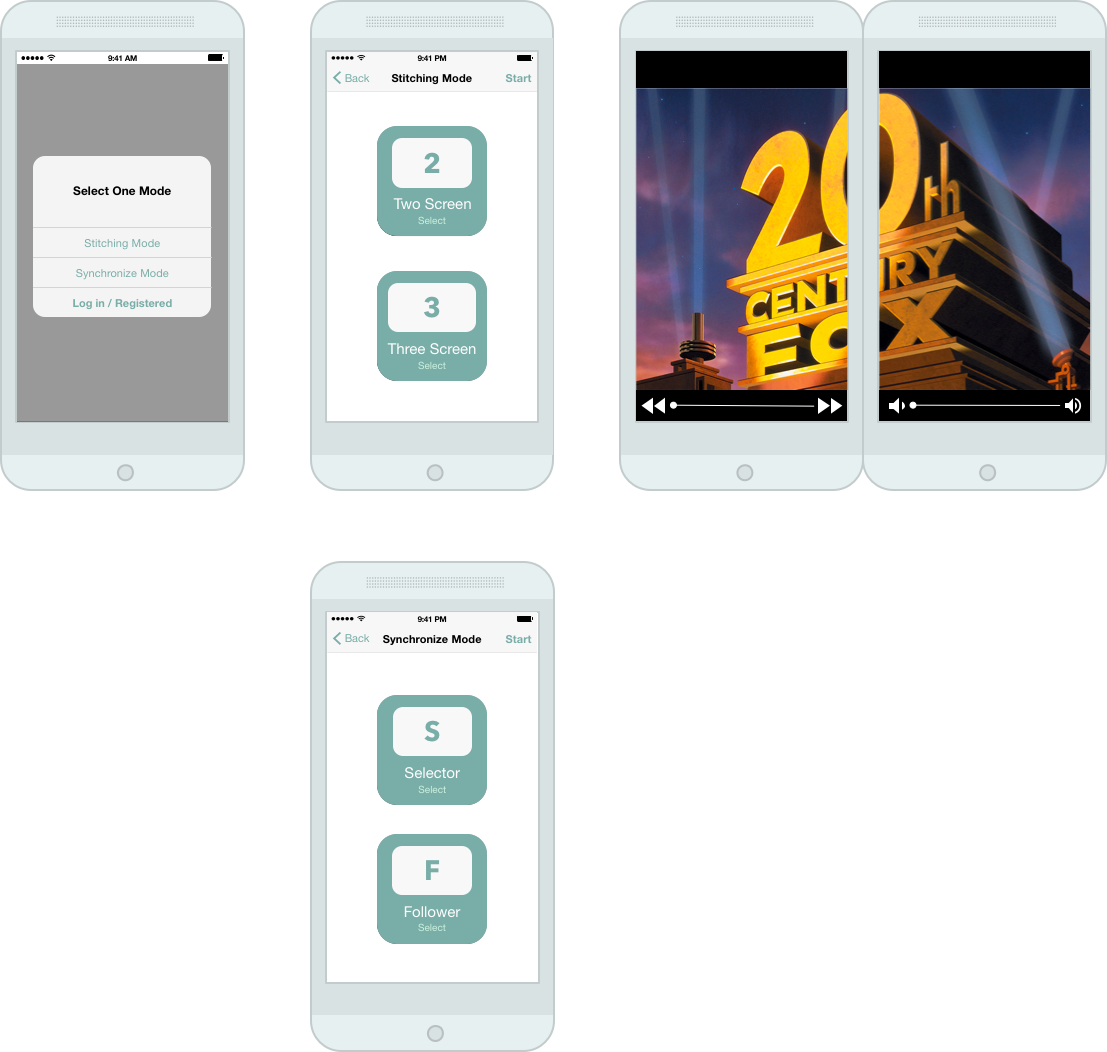 9:41 AM
Select One Mode
Stitching Mode
Synchronize Mode
Log in / Registered
9:41 PM
Back Stitching Mode Start
2
Two Screen
Select
3
Three Screen
Select
20th
CENTURY
FOX
9:41 PM
Back Synchronize Mode Start
S
Selector
Select
F
Follower
Select